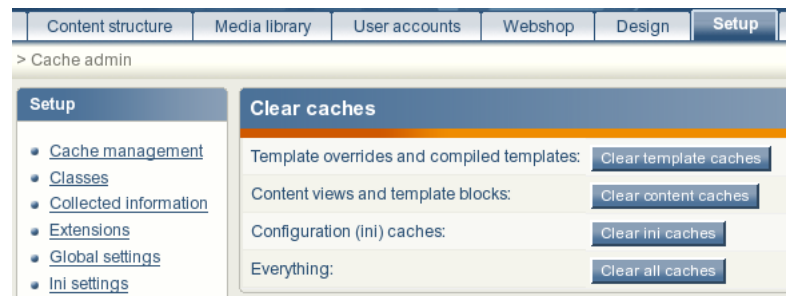 Content structure Media library User accounts Webshop Design Setup
> Cache admin
Setup
Cache management
Classes
Collected information
Extensions
Global settings
Ini settings
Clear caches
Template overrides and compiled templates: Clear template caches
Content views and template blocks: Clear content caches
Configuration (ini) caches: Clear ini caches
Everything: Clear all caches